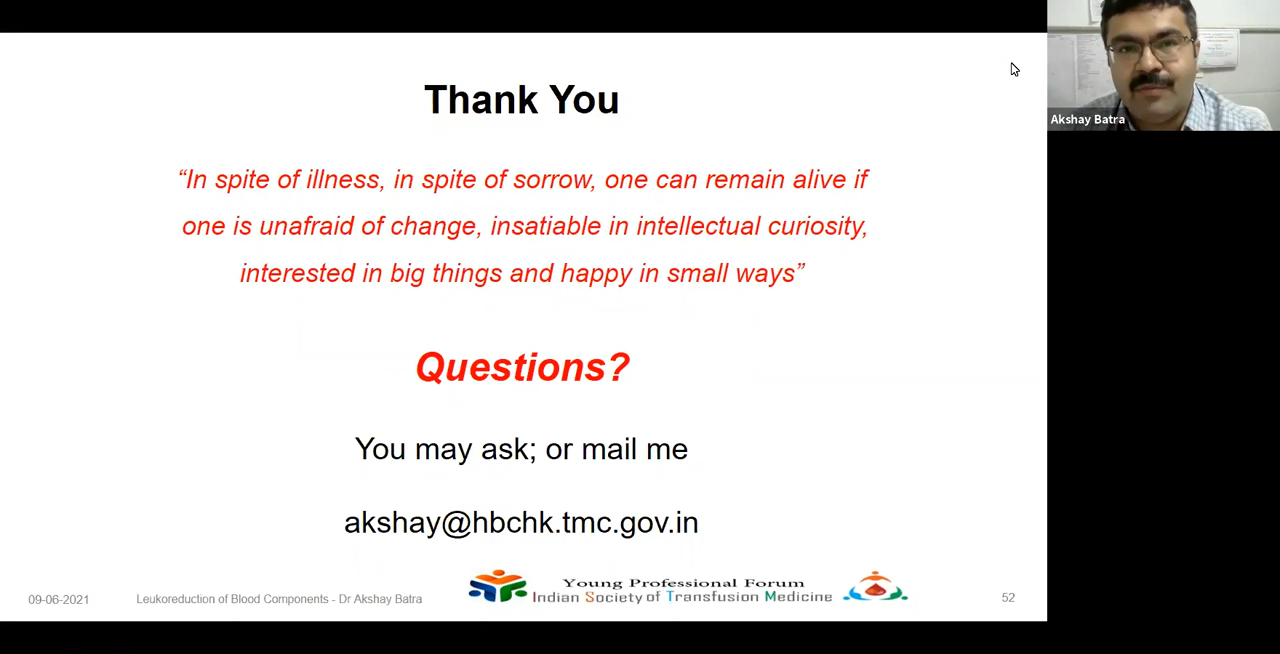 Thank You
“In spite of illness, in spite of sorrow, one can remain alive if
one is unafraid of change, insatiable in intellectual curiosity,
interested in big things and happy in small ways”
Questions?
You may ask; or mail me
akshay@hbchk.tmc.gov.in
09-06-2021
Leukoreduction of Blood Components - Dr Akshay Batra
Young Professional Forum
Indian Society of Transfusion Medicine
52
Akshay Batra